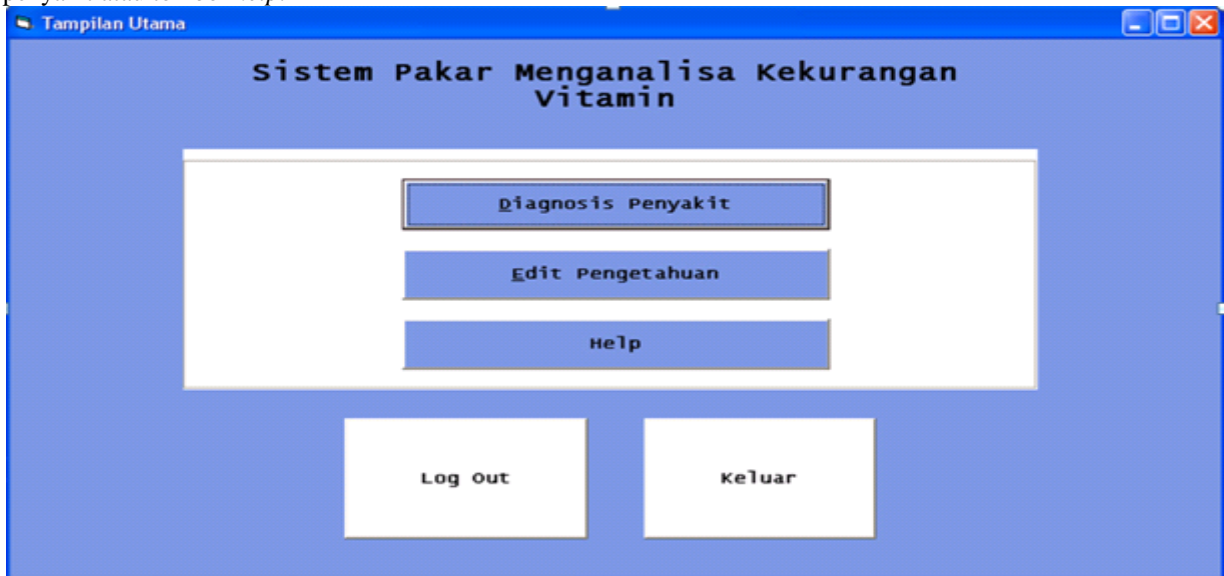 Tampilan Utama
Sistem Pakar Menganalisa Kekurangan
Vitamin
Diagnosis Penyakit
Edit Pengetahuan
Help
Log Out
Keluar